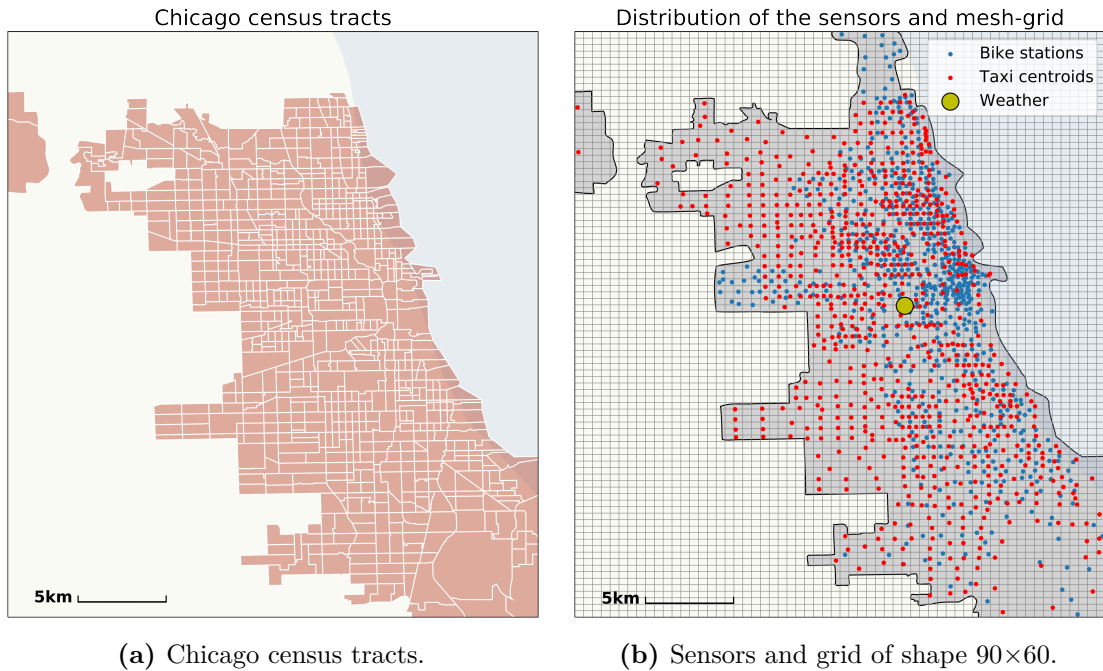 Chicago census tracts
Distribution of the sensors and mesh-grid
Bike stations
Taxi centroids
Weather
5km
5km
(a) Chicago census tracts.
(b) Sensors and grid of shape 90×60.